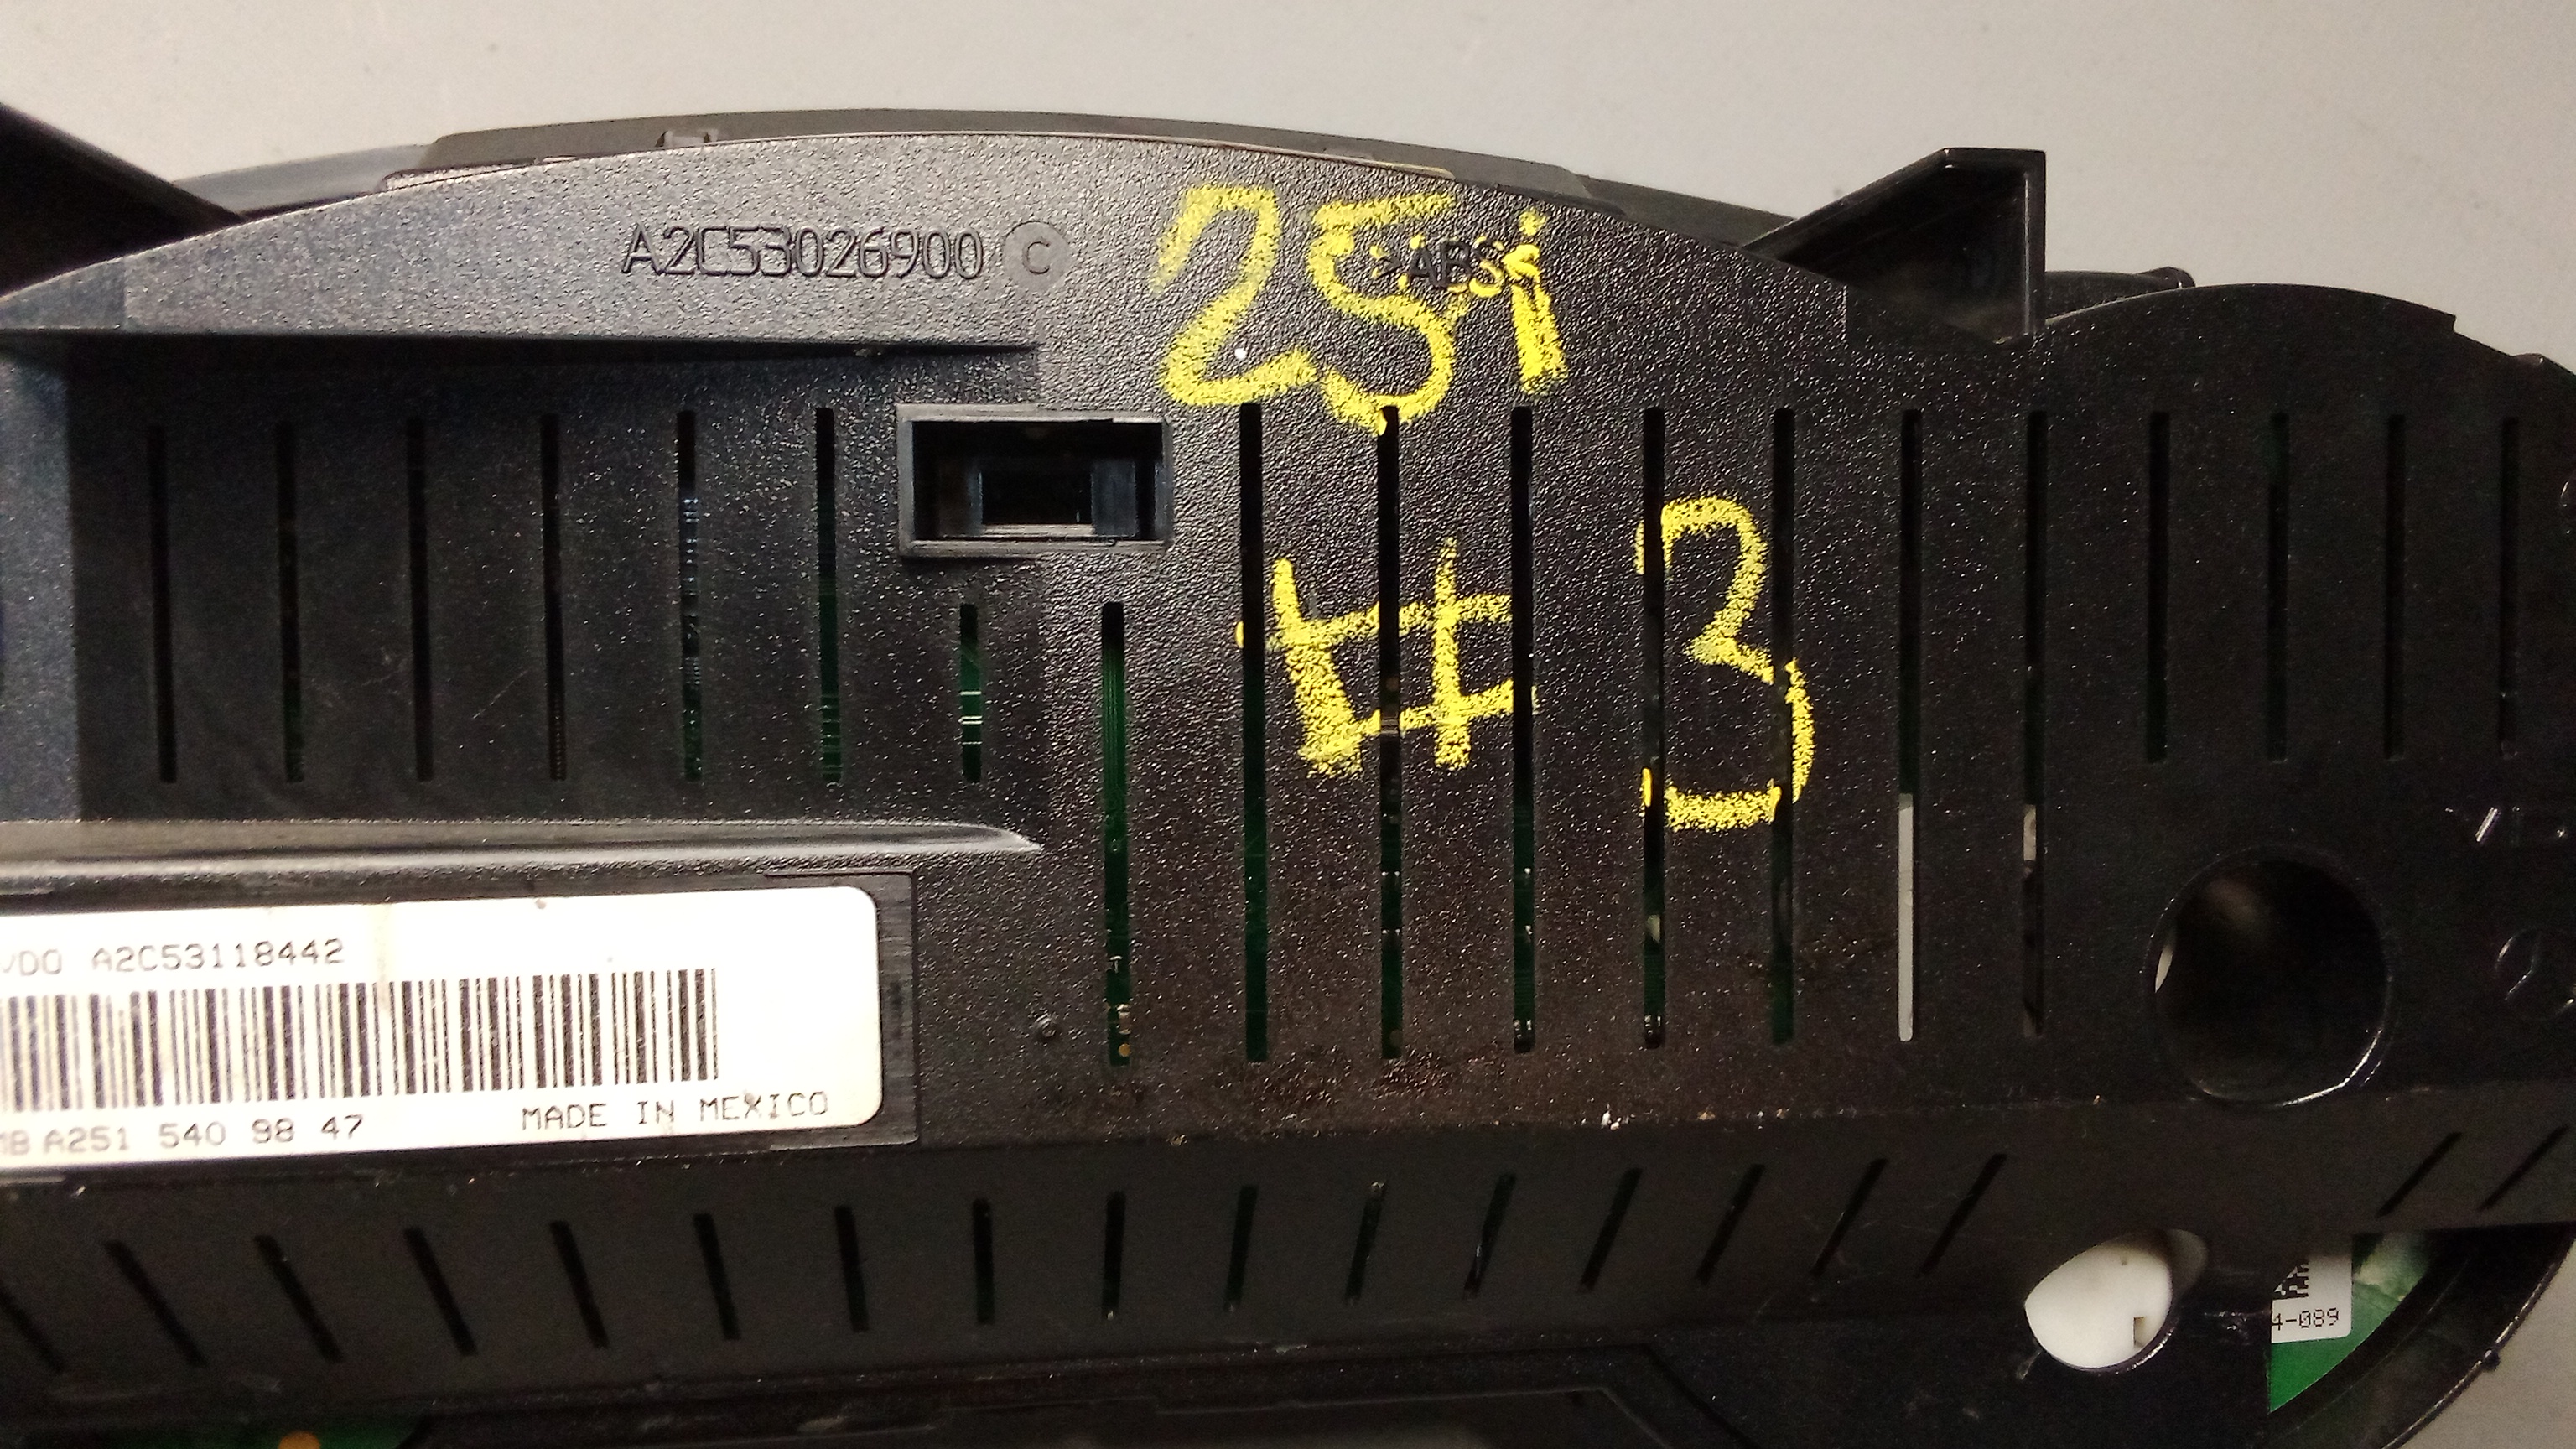 A2C53026900 C
251
>ABS<
# 3
VDO A2C53118442
MADE IN MEXICO
MB A251 540 98 47
4-089